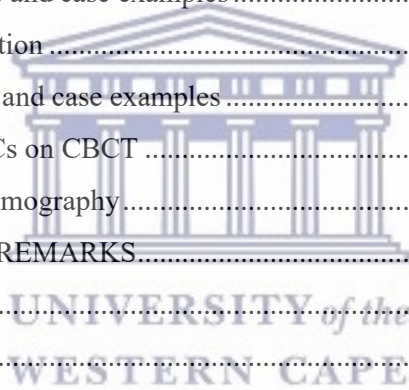 and case examples
tion
and case examples
Cs on CBCT
mography
REMARKS
UNIVERSITY of the
WESTERN CAPE